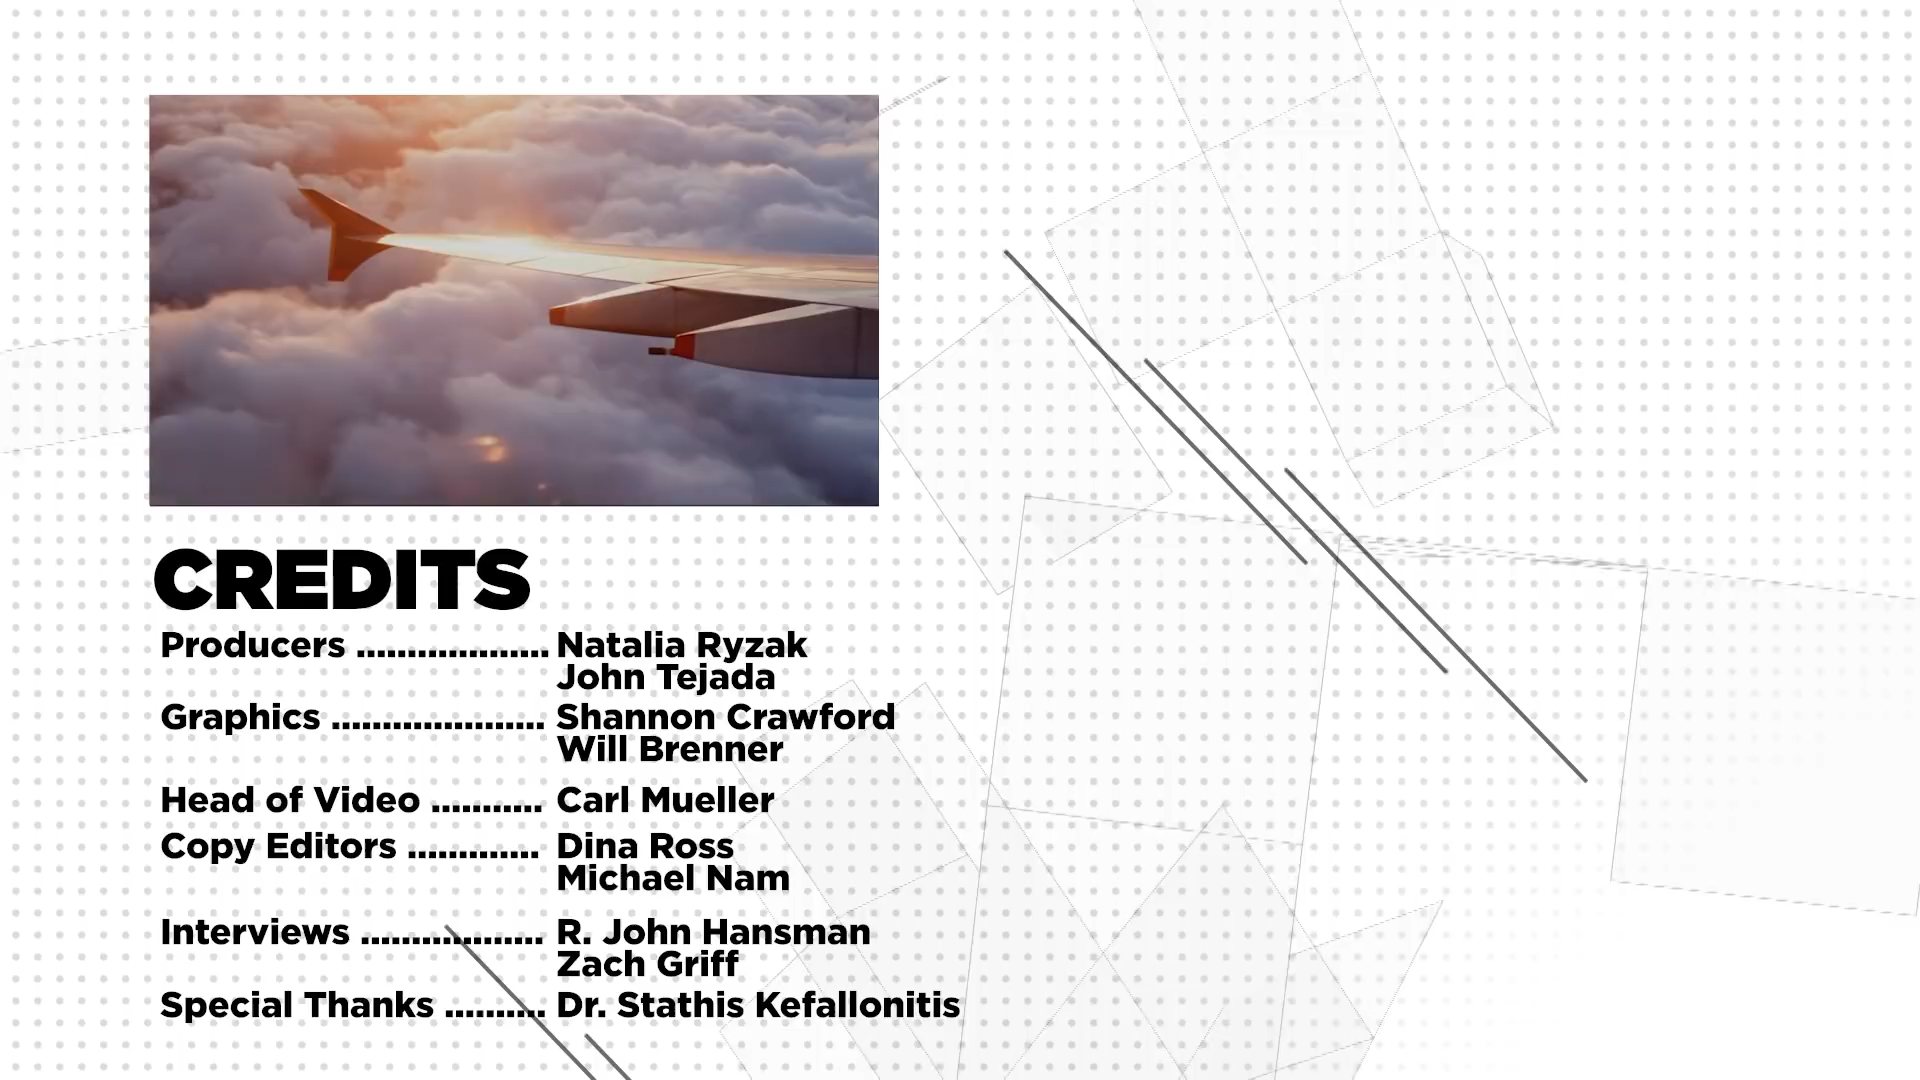 CREDITS
Producers ................... Natalia Ryzak
John Tejada
Graphics ..................... Shannon Crawford
Will Brenner
Head of Video ........... Carl Mueller
Copy Editors ............. Dina Ross
Michael Nam
Interviews .................. R. John Hansman
Zach Griff
Special Thanks .......... Dr. Stathis Kefallonitis